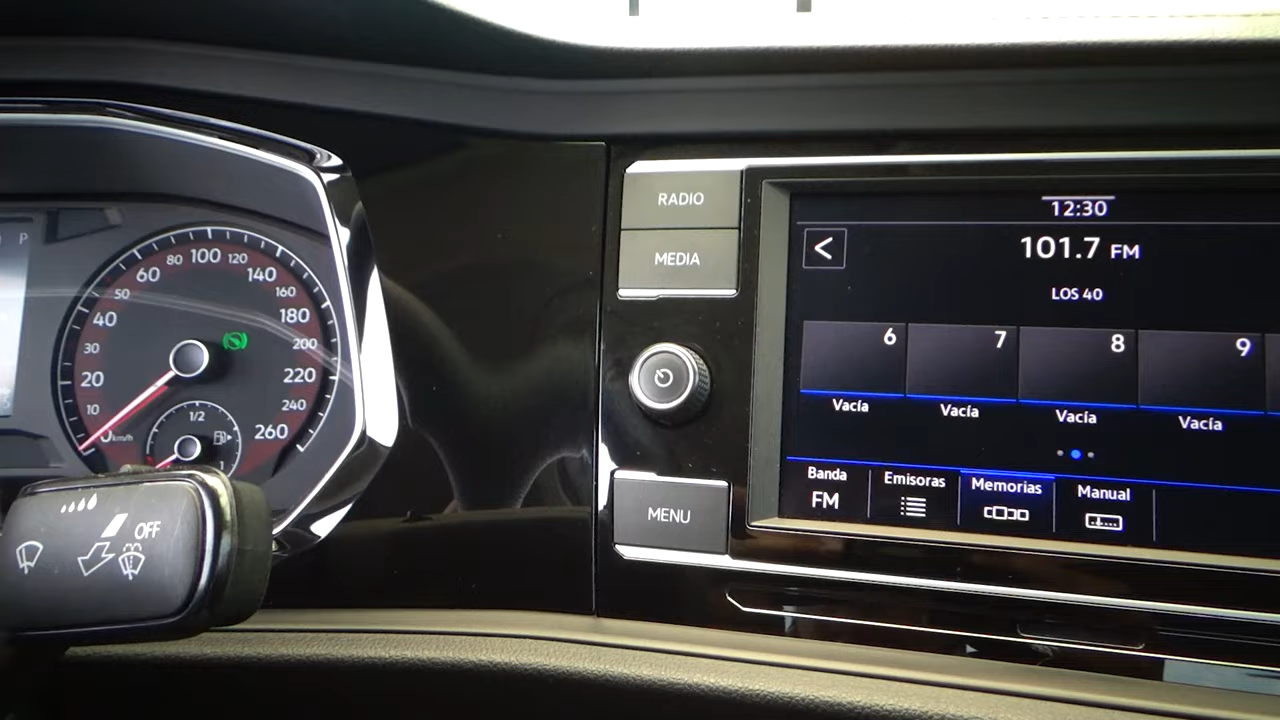 P
80 100 120
60 140
50 160
40 180
30 200
20 220
10 240
0 km/h 260
1/2
OFF
RADIO
MEDIA
MENU
12:30
<
101.7 FM
LOS 40
6 7 8 9
Vacía Vacía Vacía Vacía
Banda Emisoras Memorias Manual
FM